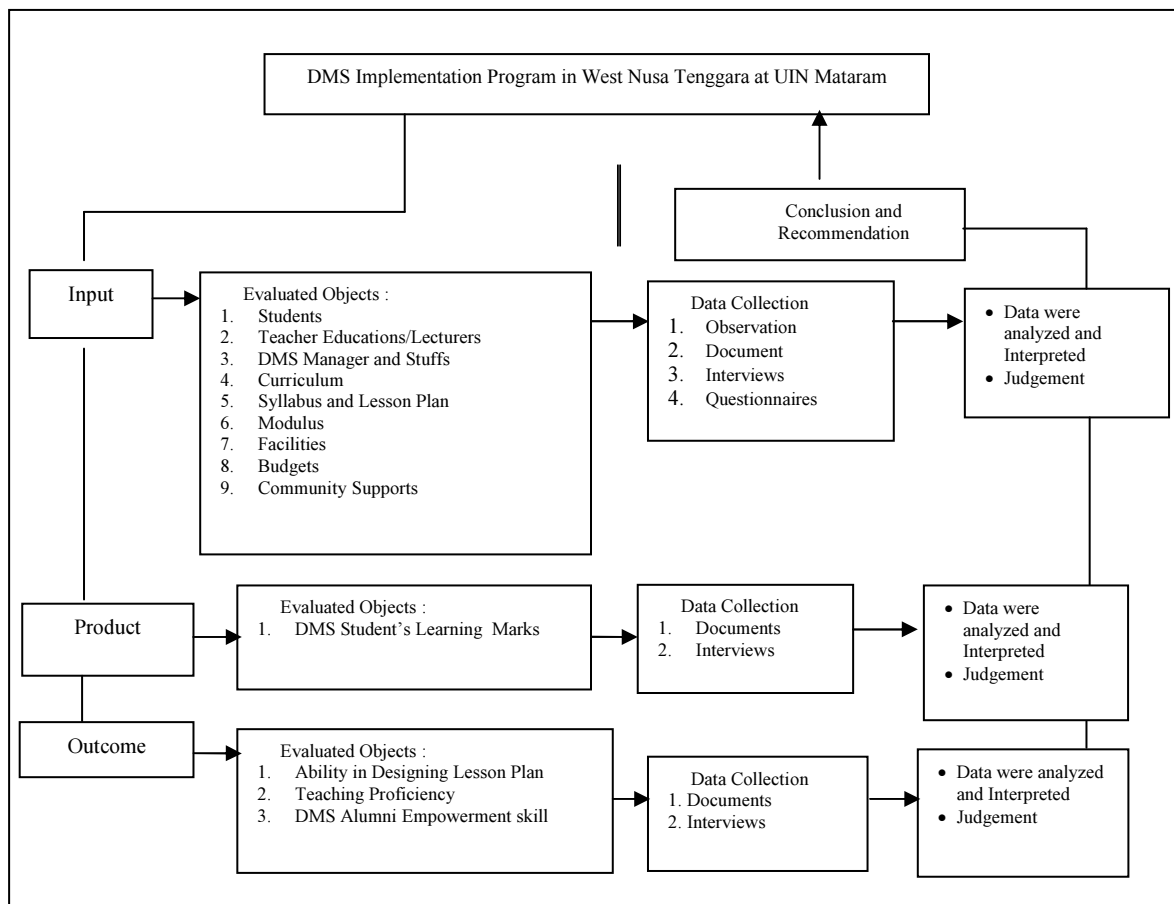 DMS Implementation Program in West Nusa Tenggara at UIN Mataram
Conclusion and
Recommendation
Input
Evaluated Objects :
1. Students
2. Teacher Educations/Lecturers
3. DMS Manager and Stuffs
4. Curriculum
5. Syllabus and Lesson Plan
6. Modulus
7. Facilities
8. Budgets
9. Community Supports
Data Collection
1. Observation
2. Document
3. Interviews
4. Questionnaires
• Data were
analyzed and
Interpreted
• Judgement
Product
Evaluated Objects :
1. DMS Student’s Learning Marks
Data Collection
1. Documents
2. Interviews
• Data were
analyzed and
Interpreted
• Judgement
Outcome
Evaluated Objects :
1. Ability in Designing Lesson Plan
2. Teaching Proficiency
3. DMS Alumni Empowerment skill
Data Collection
1. Documents
2. Interviews
• Data were analyzed
and Interpreted
• Judgement